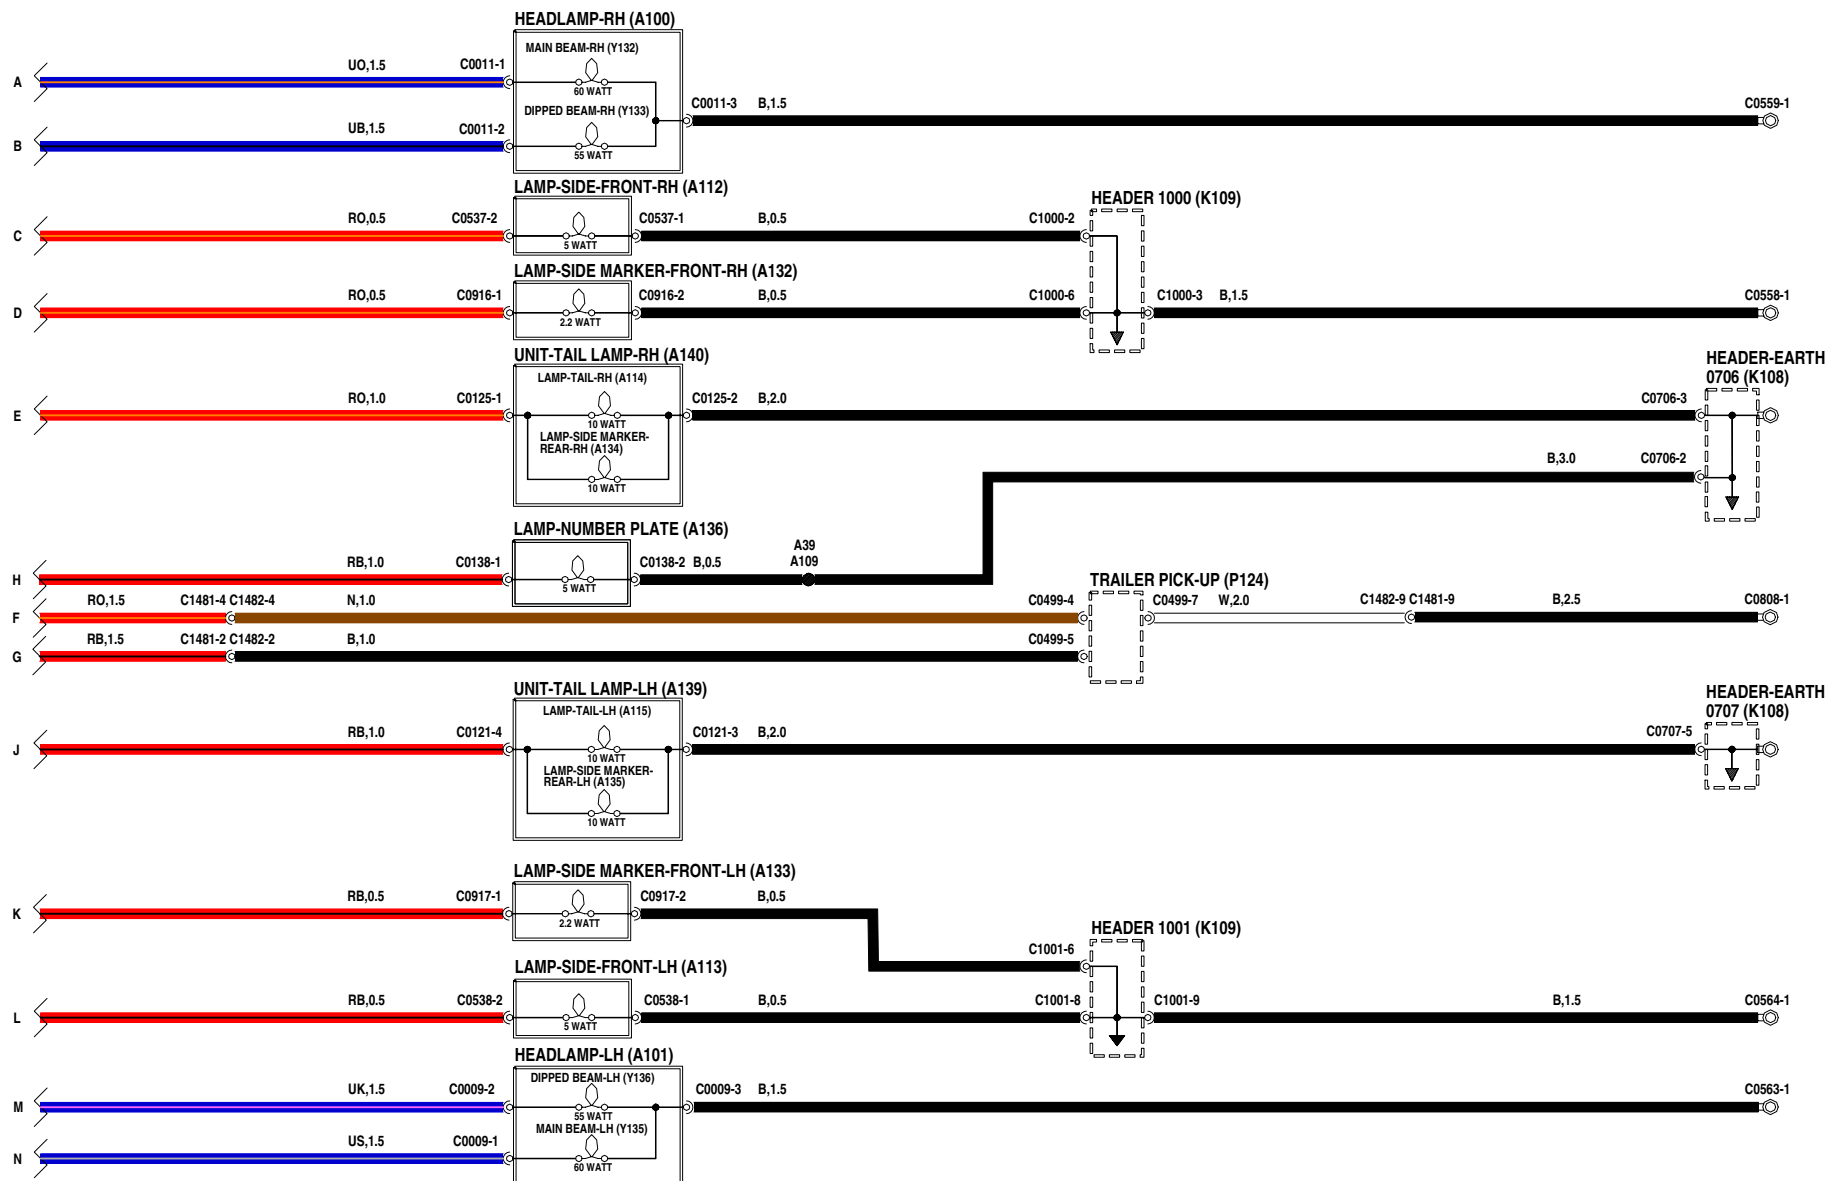 HEADLAMP-RH (A100)
MAIN BEAM-RH (Y132)
A
UO,1.5
C0011-1
60 WATT
C0011-3
B,1.5
C0559-1
DIPPED BEAM-RH (Y133)
B
UB,1.5
C0011-2
55 WATT
LAMP-SIDE-FRONT-RH (A112)
HEADER 1000 (K109)
C
RO,0.5
C0537-2
5 WATT
C0537-1
B,0.5
C1000-2
LAMP-SIDE MARKER-FRONT-RH (A132)
D
RO,0.5
C0916-1
2.2 WATT
C0916-2
B,0.5
C1000-6
C1000-3
B,1.5
C0558-1
UNIT-TAIL LAMP-RH (A140)
HEADER-EARTH
0706 (K108)
LAMP-TAIL-RH (A114)
E
RO,1.0
C0125-1
10 WATT
C0125-2
B,2.0
C0706-3
LAMP-SIDE MARKER-
REAR-RH (A134)
10 WATT
B,3.0
C0706-2
LAMP-NUMBER PLATE (A136)
A39
A109
H
RB,1.0
C0138-1
5 WATT
C0138-2
B,0.5
TRAILER PICK-UP (P124)
F
RO,1.5
C1481-4 C1482-4
N,1.0
C0499-4
C0499-7
W,2.0
C1482-9 C1481-9
B,2.5
C0808-1
G
RB,1.5
C1481-2 C1482-2
B,1.0
C0499-5
UNIT-TAIL LAMP-LH (A139)
HEADER-EARTH
0707 (K108)
LAMP-TAIL-LH (A115)
J
RB,1.0
C0121-4
10 WATT
C0121-3
B,2.0
C0707-5
LAMP-SIDE MARKER-
REAR-LH (A135)
10 WATT
LAMP-SIDE MARKER-FRONT-LH (A133)
K
RB,0.5
C0917-1
2.2 WATT
C0917-2
B,0.5
HEADER 1001 (K109)
C1001-6
LAMP-SIDE-FRONT-LH (A113)
L
RB,0.5
C0538-2
5 WATT
C0538-1
B,0.5
C1001-8
C1001-9
B,1.5
C0564-1
HEADLAMP-LH (A101)
DIPPED BEAM-LH (Y136)
M
UK,1.5
C0009-2
55 WATT
C0009-3
B,1.5
C0563-1
MAIN BEAM-LH (Y135)
N
US,1.5
C0009-1
60 WATT